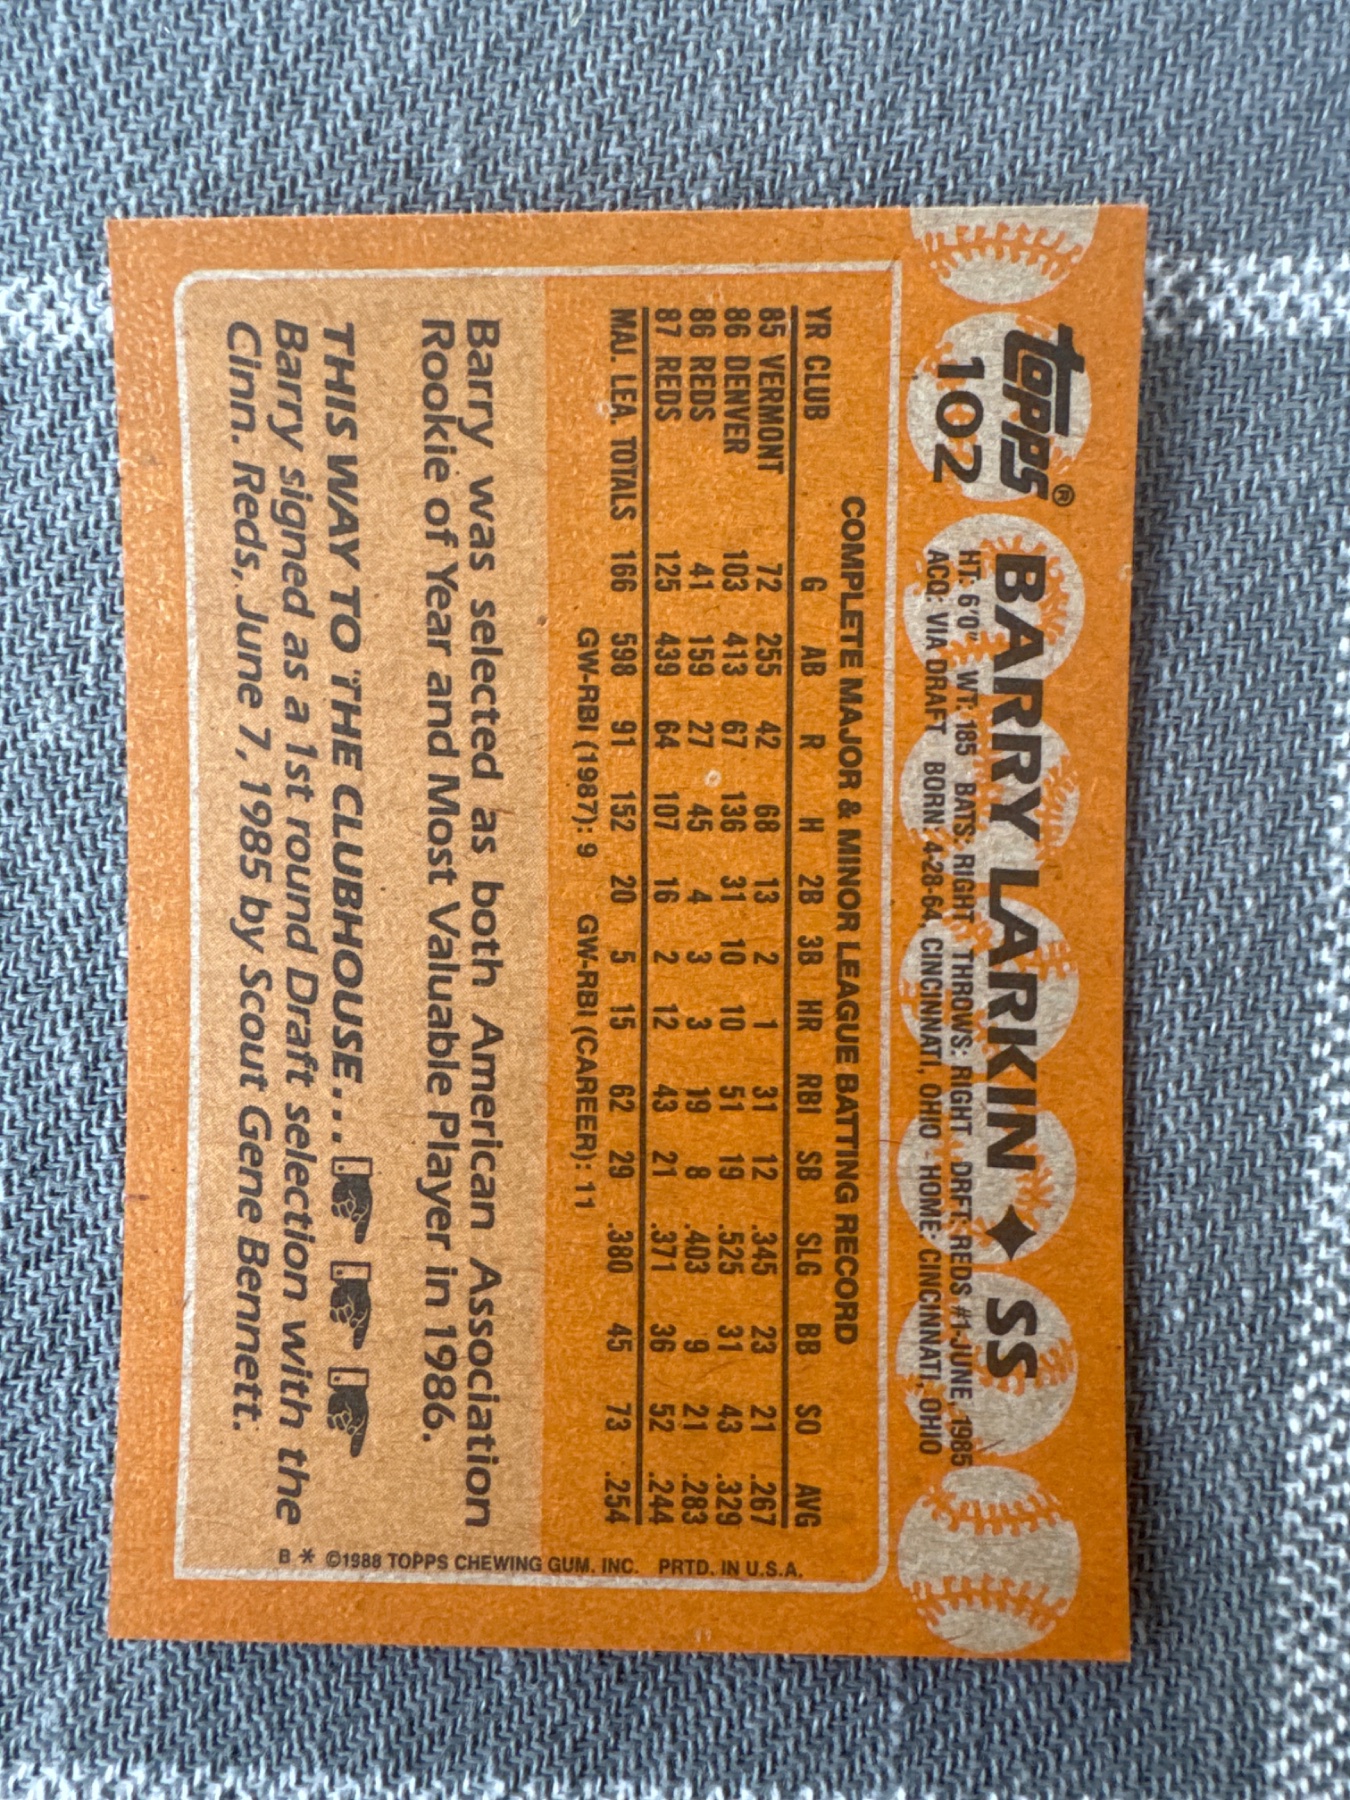 topps®
102
BARRY LARKIN ♦ SS
HT: 6'0" WT: 185 BATS: RIGHT THROWS: RIGHT DRFT: REDS #1-JUNE, 1985
ACQ: VIA DRAFT BORN 4-28-64, CINCINNATI, OHIO - HOME: CINCINNATI, OHIO
COMPLETE MAJOR & MINOR LEAGUE BATTING RECORD
YR CLUB G AB R H 2B 3B HR RBI SB SLG BB SO AVG
85 VERMONT 72 255 42 68 13 2 1 31 12 .345 23 21 .267
86 DENVER 103 413 67 136 31 10 10 51 19 .525 31 43 .329
86 REDS 41 159 27 45 4 3 3 19 8 .403 9 21 .283
87 REDS 125 439 64 107 16 2 12 43 21 .371 36 52 .244
MAJ. LEA. TOTALS 166 598 91 152 20 5 15 62 29 .380 45 73 .254
GW-RBI (1987): 9 GW-RBI (CAREER): 11
Barry was selected as both American Association
Rookie of Year and Most Valuable Player in 1986.
THIS WAY TO THE CLUBHOUSE...
Barry signed as a 1st round Draft selection with the
Cinn. Reds, June 7, 1985 by Scout Gene Bennett.
B * ©1988 TOPPS CHEWING GUM, INC. PRTD. IN U.S.A.